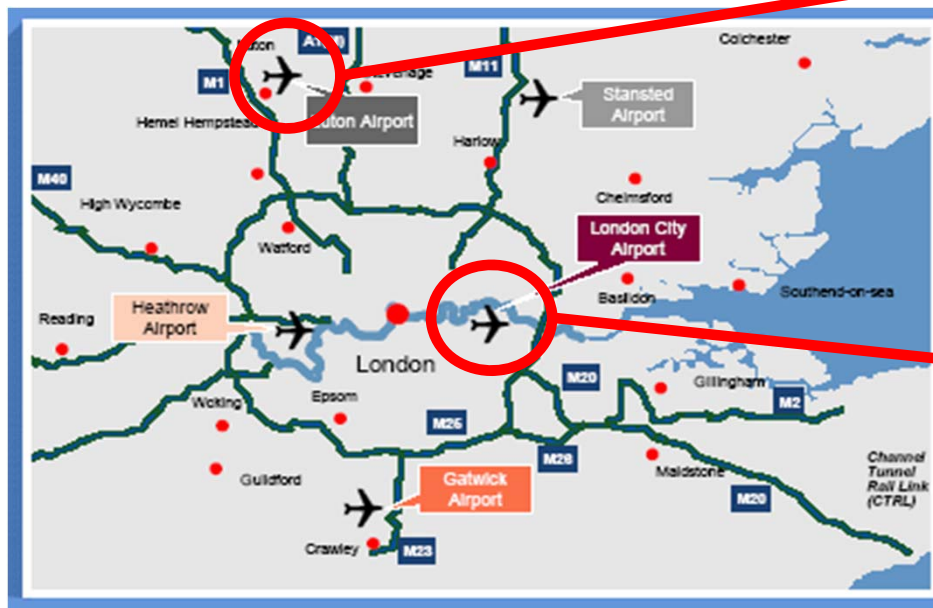 Colchester
M11
M1
Stansted
Airport
Hemel Hempstead
Harlow
M40
High Wycombe
Chelmsford
London City
Airport
Watford
Heathrow
Airport
Basildon
Southend-on-sea
Reading
London
M20
Gillingham
M2
Woking
Epsom
M25
M26
Maidstone
Channel
Tunnel
Rail Link
(CTRL)
Guildford
Gatwick
Airport
M20
Crawley
M23